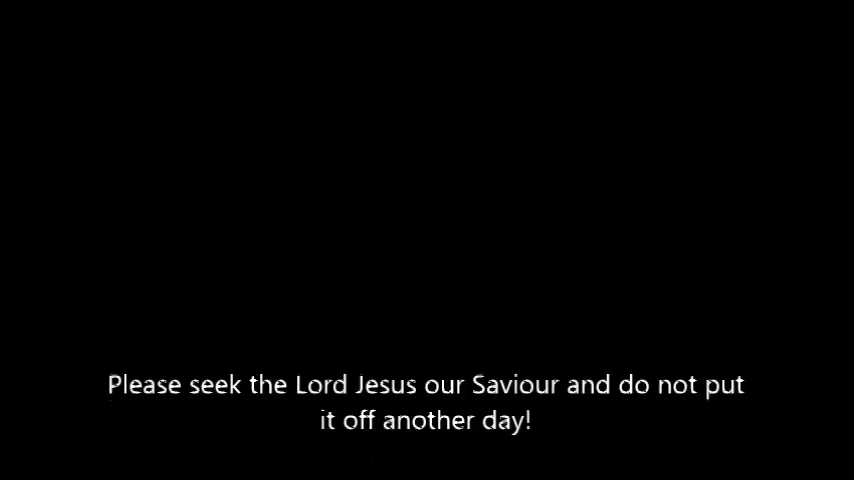 Please seek the Lord Jesus our Saviour and do not put
it off another day!